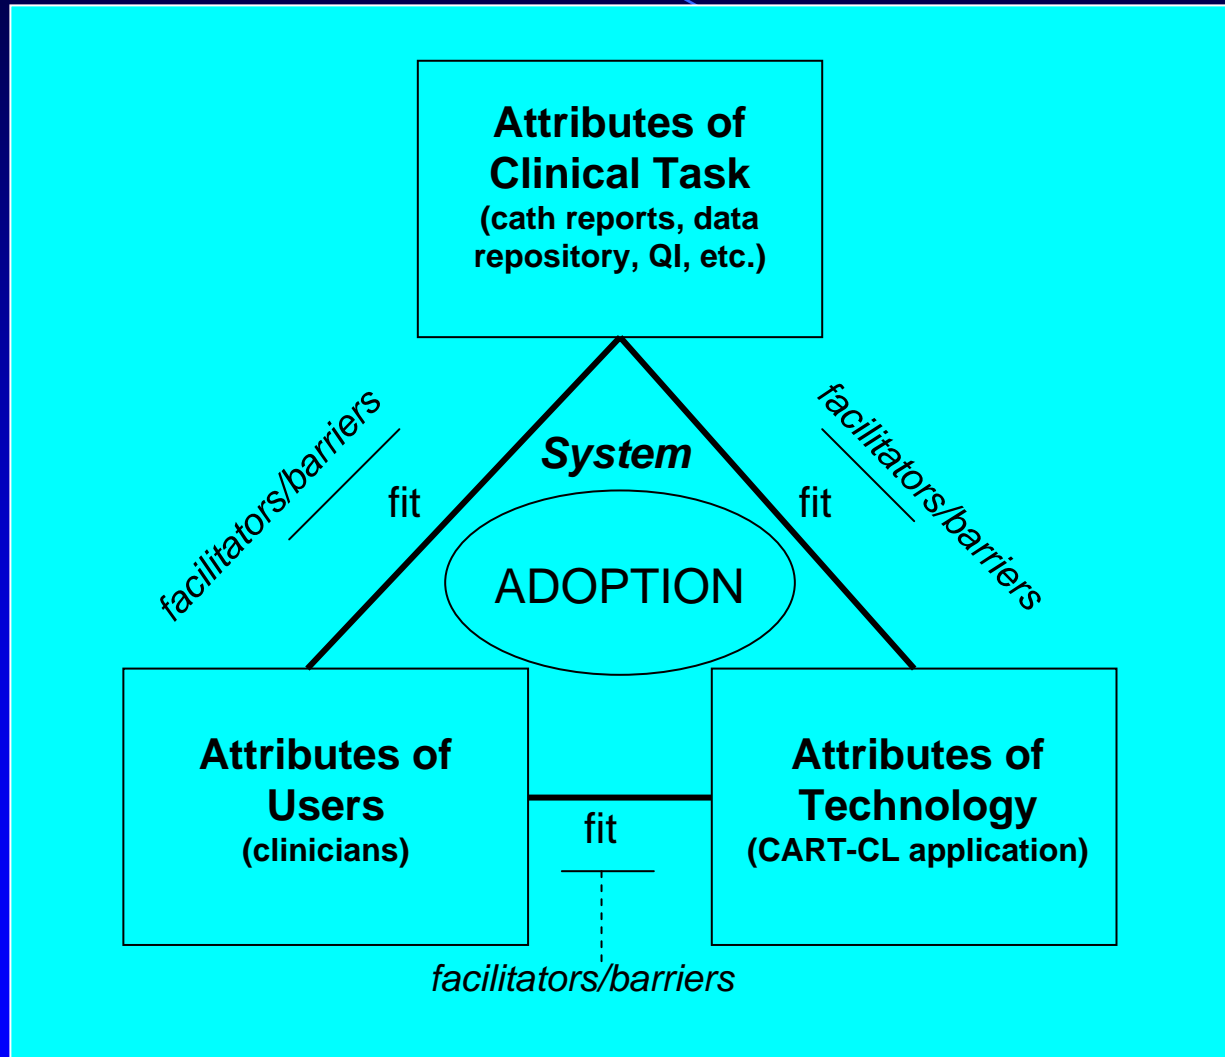 Attributes of
Clinical Task
(cath reports, data
repository, QI, etc.)
facilitators/barriers
fit
System
fit
facilitators/barriers
ADOPTION
Attributes of
Users
(clinicians)
fit
Attributes of
Technology
(CART-CL application)
facilitators/barriers